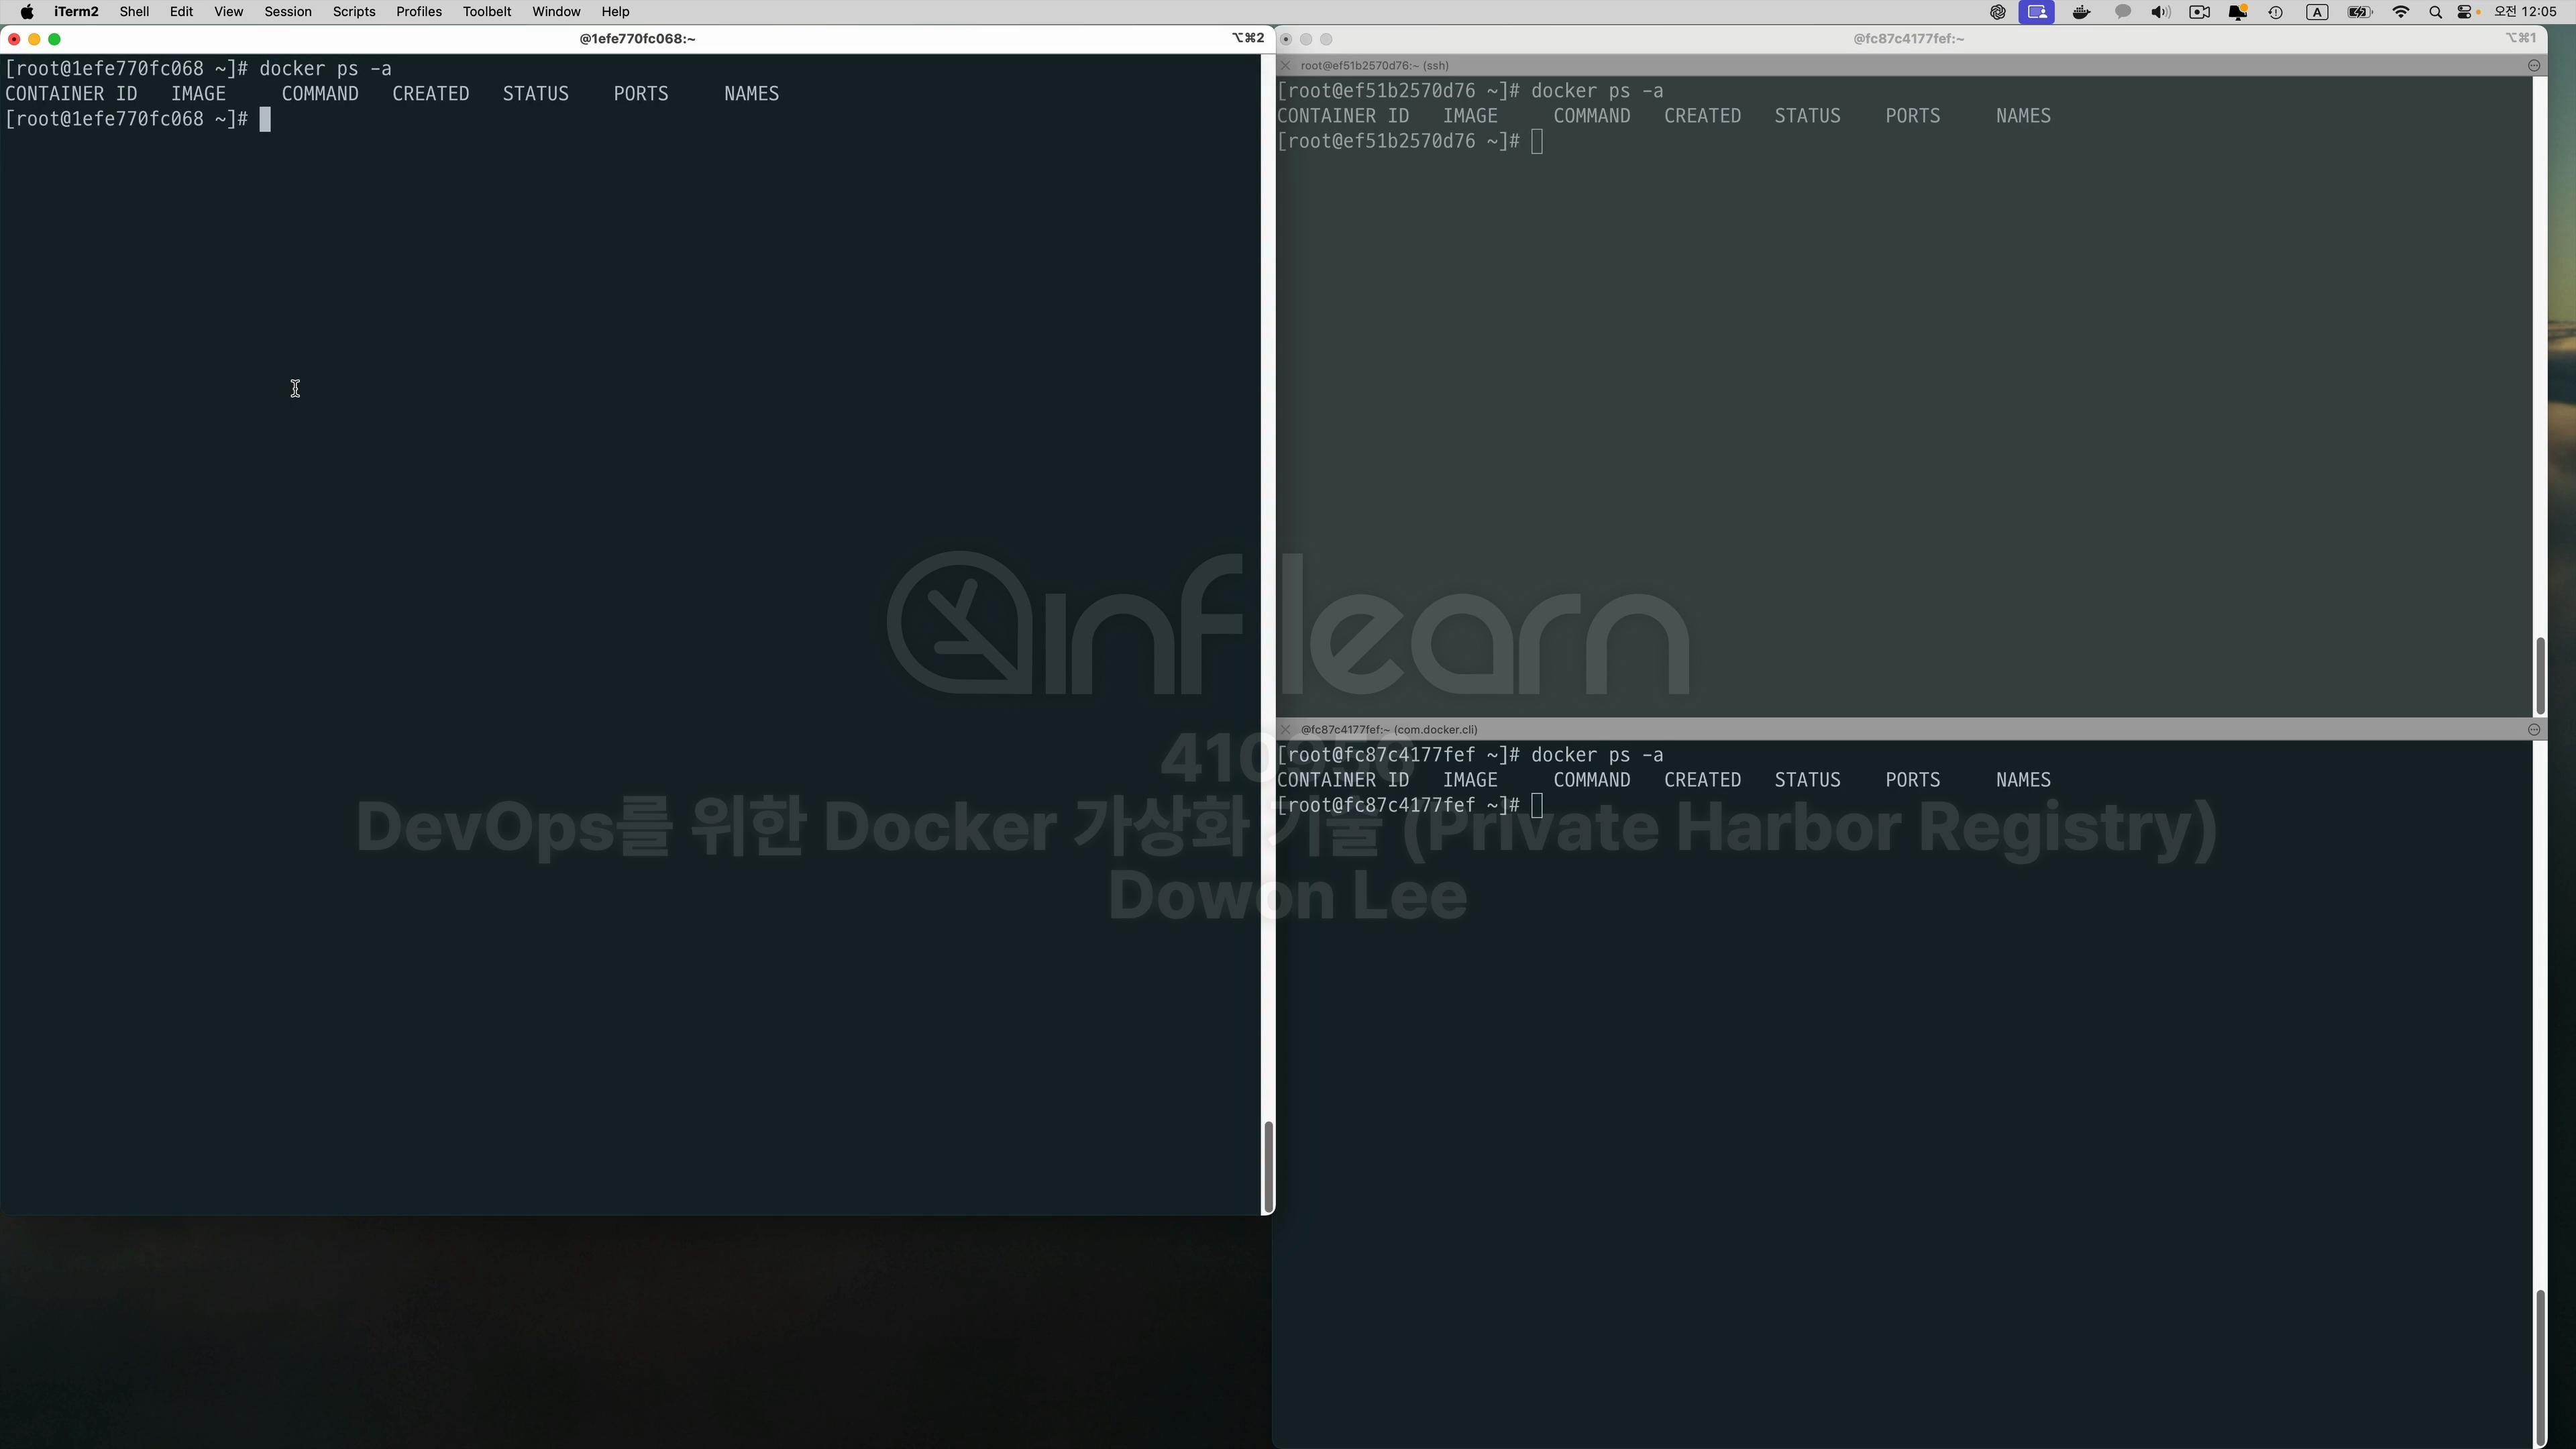 iTerm2 Shell Edit View Session Scripts Profiles Toolbelt Window Help
A 오전 12:05
@1efe770fc068:~ ⌥⌘2
[root@1efe770fc068 ~]# docker ps -a
CONTAINER ID IMAGE COMMAND CREATED STATUS PORTS NAMES
[root@1efe770fc068 ~]#
@fc87c4177fef:~ ⌥⌘1
root@ef51b2570d76:~ (ssh)
[root@ef51b2570d76 ~]# docker ps -a
CONTAINER ID IMAGE COMMAND CREATED STATUS PORTS NAMES
[root@ef51b2570d76 ~]#
@fc87c4177fef:~ (com.docker.cli)
[root@fc87c4177fef ~]# docker ps -a
CONTAINER ID IMAGE COMMAND CREATED STATUS PORTS NAMES
[root@fc87c4177fef ~]#
inflearn
DevOps를 위한 Docker 가상화 기술 (Private Harbor Registry)
Dowon Lee